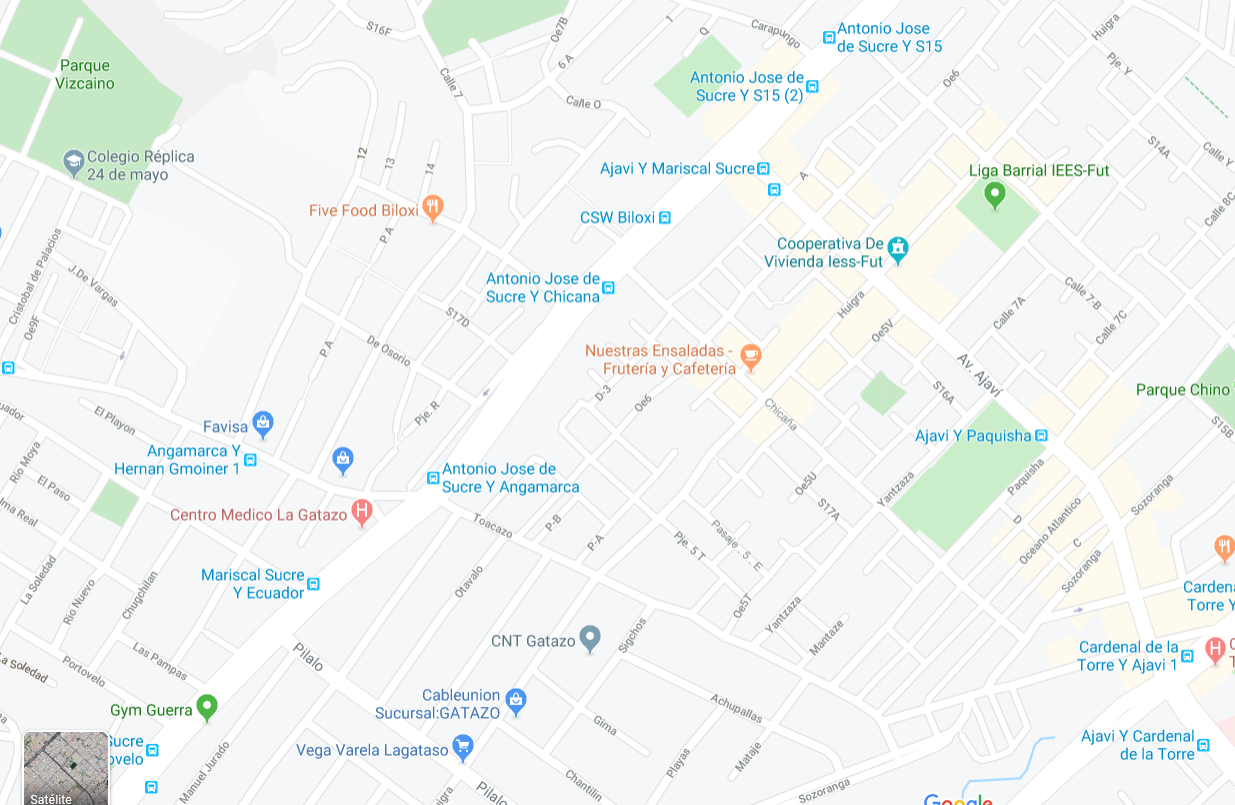 S16F
Oe7B
1
Q
Carapungo
Antonio Jose
de Sucre Y S15
Huigra
Parque
Vizcaino
Calle 7
6 A
Antonio Jose de
Sucre Y S15 (2)
Oe6
Pje. Y
Calle O
Colegio Réplica
24 de mayo
12
13
14
Ajavi Y Mariscal Sucre
A
S14A
Calle Y
Liga Barrial IEES-Fut
Five Food Biloxi
CSW Biloxi
Calle 8C
P A
Cooperativa De
Vivienda Iess-Fut
Cristobal de Palacios
J.De Vargas
Antonio Jose de
Sucre Y Chicana
Huigra
Calle 7-B
Oe9F
S17D
Calle 7A
Calle 7C
Oe5V
P A
De Osorio
Nuestras Ensaladas -
Frutería y Cafetería
Av. Ajaví
D-3
Oe6
S16A
Parque Chino
Pje. R
Chicaña
El Playon
Favisa
Ajavi Y Paquisha
S15B
Angamarca Y
Hernan Gmoiner 1
Rio Moya
Antonio Jose de
Sucre Y Angamarca
Oe5U
Yantzaza
Paquisha
Sozoranga
El Paso
Centro Medico La Gatazo
S17A
Toacazo
P-B
P-A
Pje. 5 T
Pasaje . 5 . E
D
Oceano Atlantico
C
Sozoranga
La Soledad
Rio Nuevo
Chugchilan
Mariscal Sucre
Y Ecuador
Otavalo
Oe5T
Yantzaza
Mantaze
Pilalo
CNT Gatazo
Sigchos
Las Pampas
Portovelo
La Soledad
Cardenal de la
Torre Y Ajavi 1
Cableunion
Sucursal:GATAZO
Gym Guerra
Achupallas
Gima
Vega Varela Lagataso
Manuel Jurado
Playas
Mataje
Ajavi Y Cardenal
de la Torre
Chantilin
Pilalo
Sozoranga
Satélite
Google